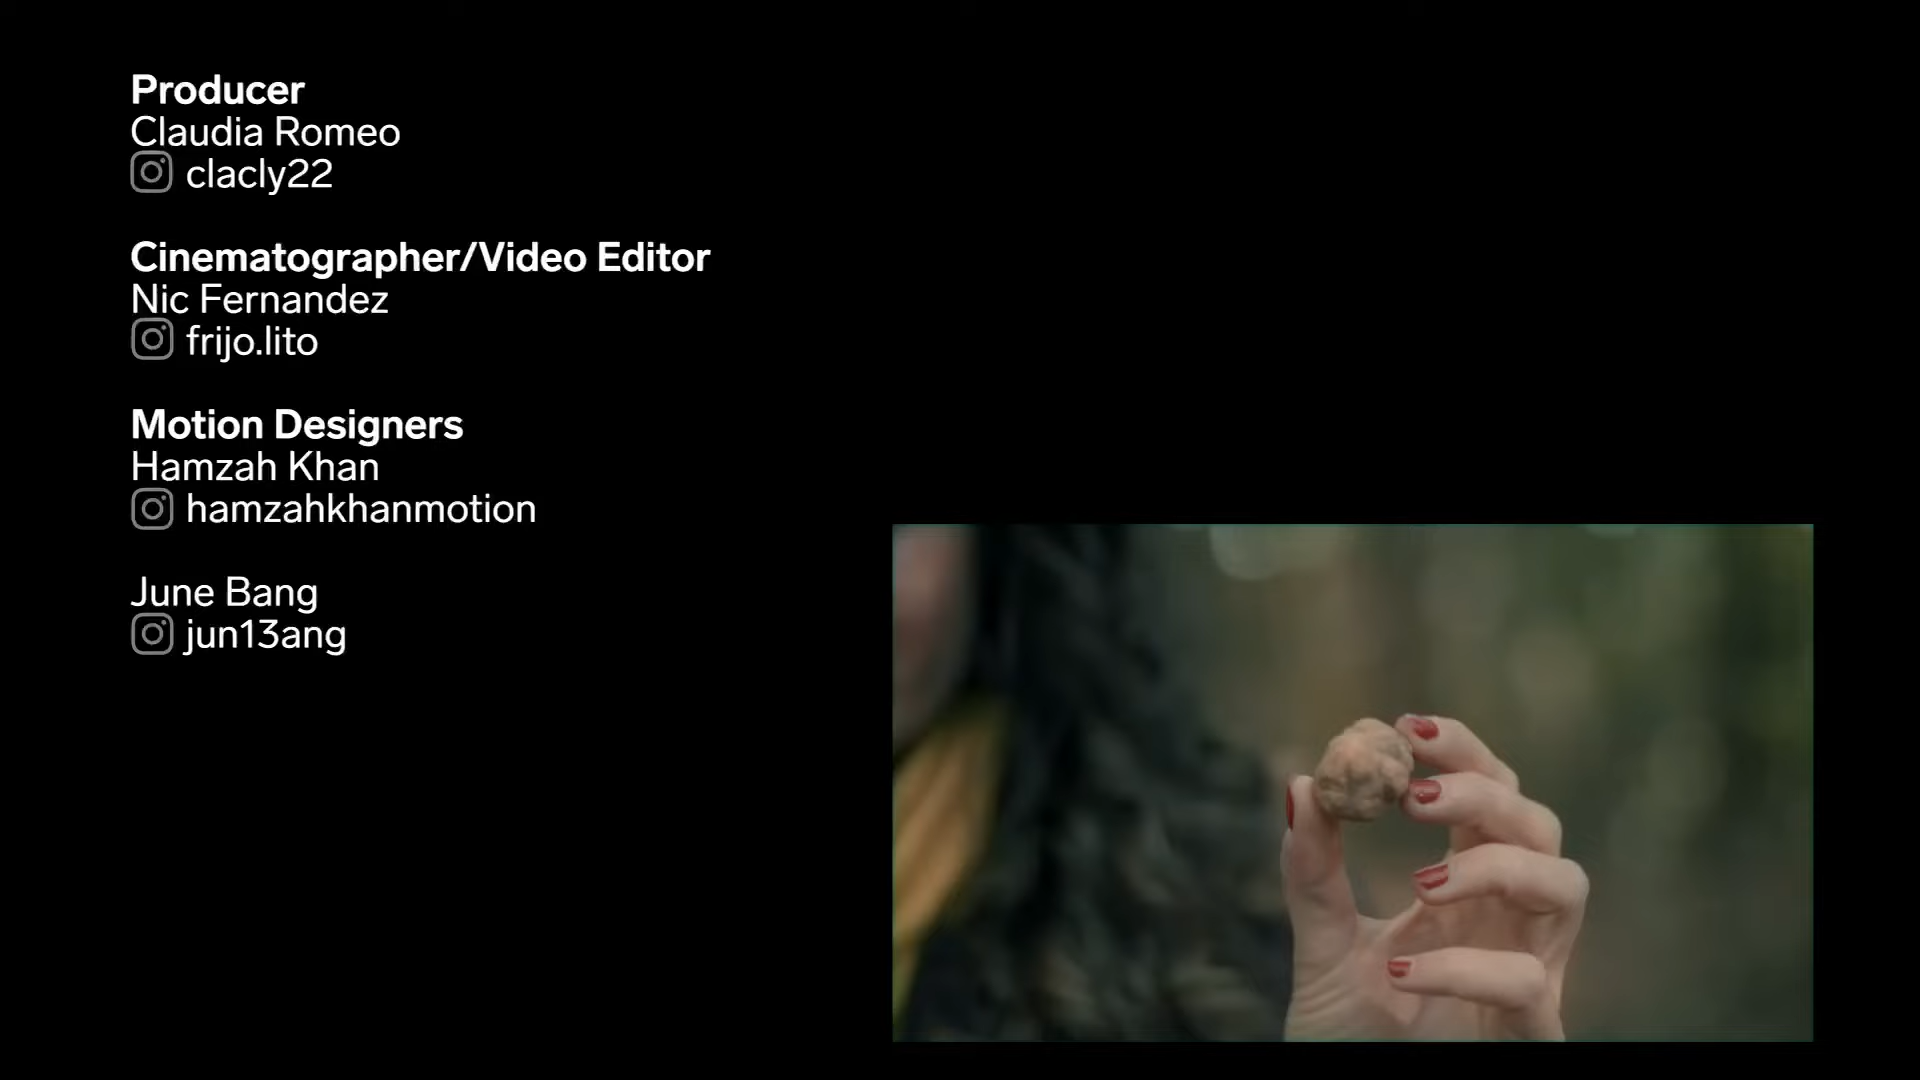 Producer
Claudia Romeo
clacly22
Cinematographer/Video Editor
Nic Fernandez
frijo.lito
Motion Designers
Hamzah Khan
hamzahkhanmotion
June Bang
jun13ang